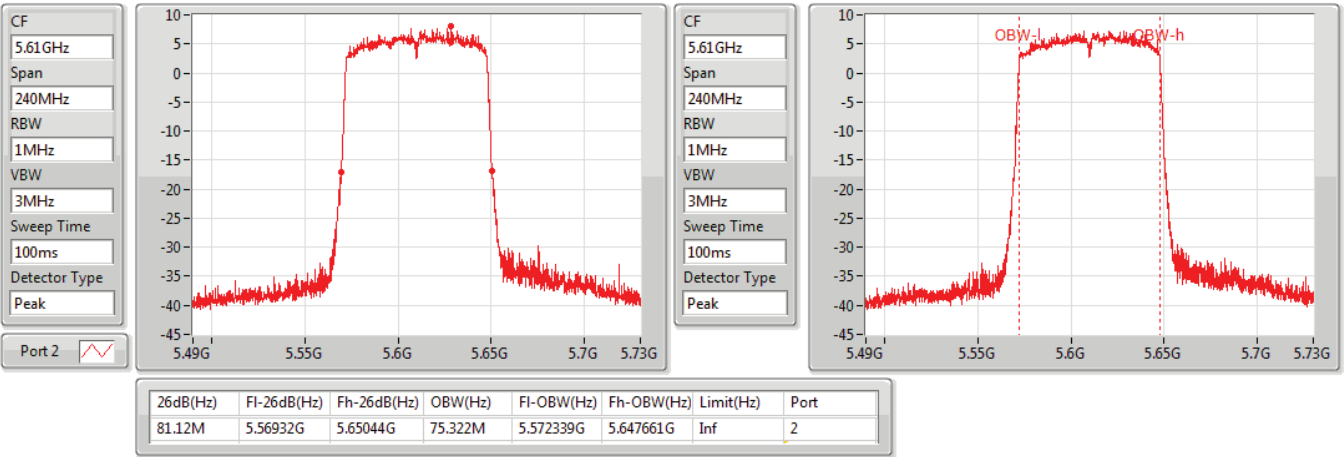 CF
5.61GHz
Span
240MHz
RBW
1MHz
VBW
3MHz
Sweep Time
100ms
Detector Type
Peak
Port 2
10
5
0
-5
-10
-15
-20
-25
-30
-35
-40
-45
5.49G 5.55G 5.6G 5.65G 5.7G 5.73G
CF
5.61GHz
Span
240MHz
RBW
1MHz
VBW
3MHz
Sweep Time
100ms
Detector Type
Peak
10
5
0
-5
-10
-15
-20
-25
-30
-35
-40
-45
OBW-l OBW-h
5.49G 5.55G 5.6G 5.65G 5.7G 5.73G
26dB(Hz) Fl-26dB(Hz) Fh-26dB(Hz) OBW(Hz) Fl-OBW(Hz) Fh-OBW(Hz) Limit(Hz) Port
81.12M 5.56932G 5.65044G 75.322M 5.572339G 5.647661G Inf 2